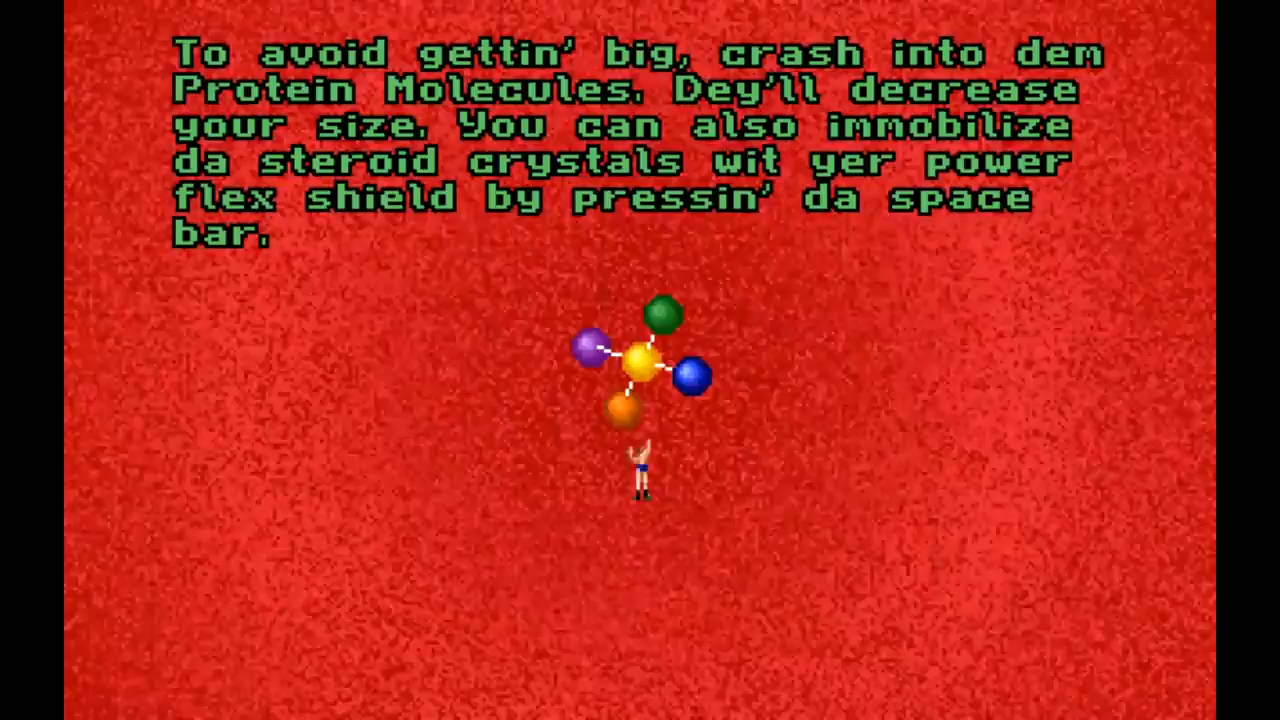 To avoid gettin' big, crash into dem
Protein Molecules. Dey'll decrease
your size. You can also immobilize
da steroid crystals wit yer power
flex shield by pressin' da space
bar.